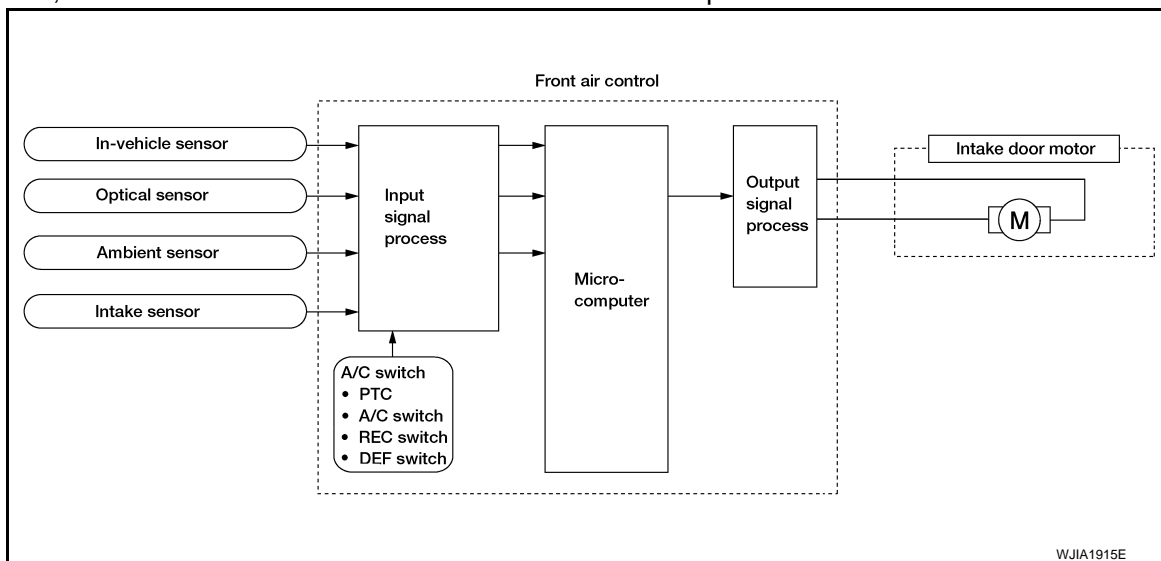 Front air control
In-vehicle sensor
Optical sensor
Ambient sensor
Intake sensor
Input
signal
process
A/C switch
• PTC
• A/C switch
• REC switch
• DEF switch
Micro-
computer
Output
signal
process
Intake door motor
M
WJIA1915E